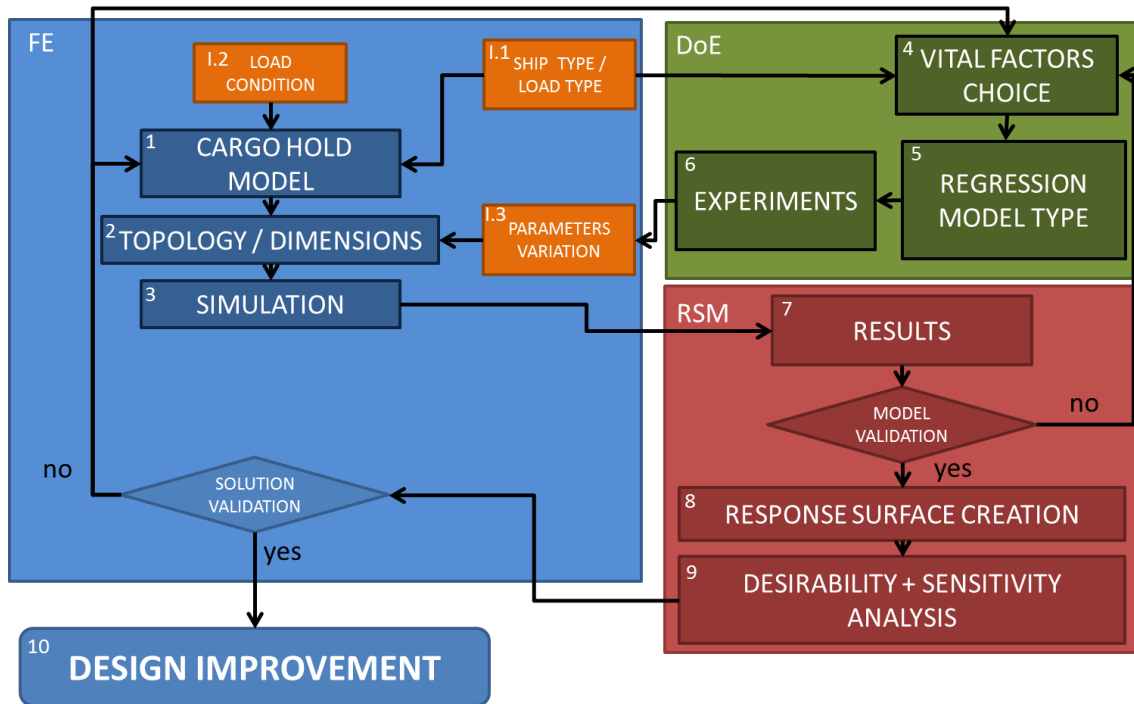 FE
I.2
LOAD
CONDITION
I.1
SHIP TYPE /
LOAD TYPE
1
CARGO HOLD
MODEL
2
TOPOLOGY / DIMENSIONS
I.3
PARAMETERS
VARIATION
3
SIMULATION
no
SOLUTION
VALIDATION
yes
10
DESIGN IMPROVEMENT
DoE
4
VITAL FACTORS
CHOICE
5
REGRESSION
MODEL TYPE
6
EXPERIMENTS
RSM
7
RESULTS
MODEL
VALIDATION
no
yes
8
RESPONSE SURFACE CREATION
9
DESIRABILITY + SENSITIVITY
ANALYSIS